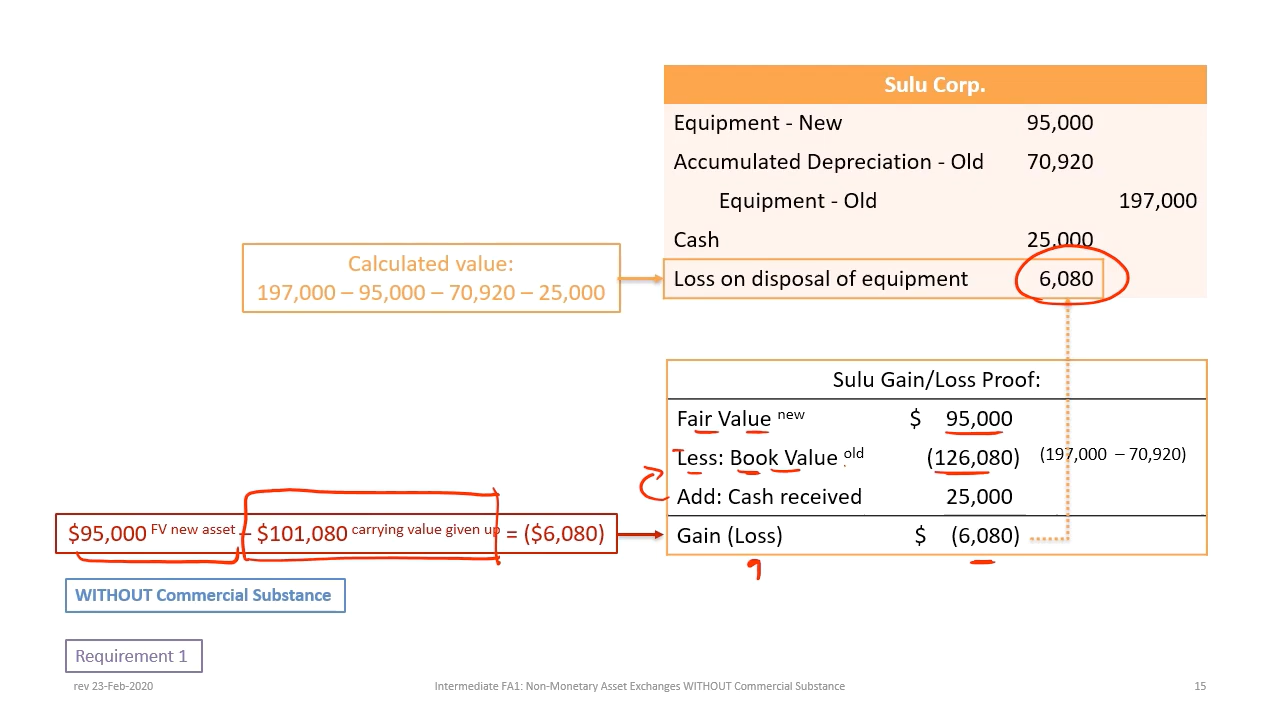 Sulu Corp.
Equipment - New 95,000
Accumulated Depreciation - Old 70,920
Equipment - Old 197,000
Cash 25,000
Loss on disposal of equipment 6,080
Calculated value:
197,000 – 95,000 – 70,920 – 25,000
Sulu Gain/Loss Proof:
Fair Value new $ 95,000
Less: Book Value old (126,080) (197,000 – 70,920)
Add: Cash received 25,000
Gain (Loss) $ (6,080)
$95,000 FV new asset – $101,080 carrying value given up = ($6,080)
WITHOUT Commercial Substance
Requirement 1
rev 23-Feb-2020 Intermediate FA1: Non-Monetary Asset Exchanges WITHOUT Commercial Substance 15